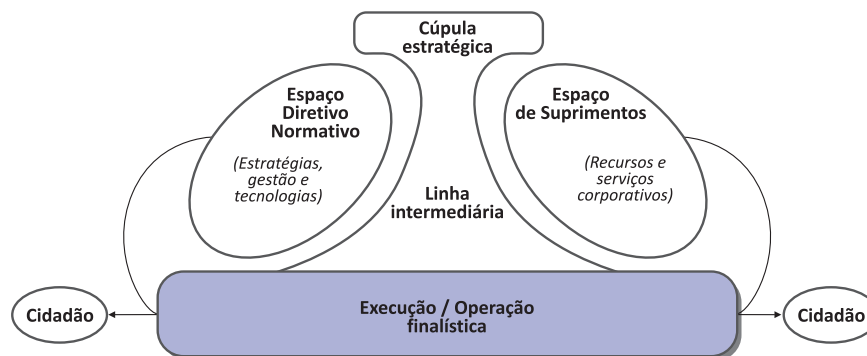 Cúpula
estratégica
Espaço
Diretivo
Normativo
(Estratégias,
gestão e
tecnologias)
Espaço
de Suprimentos
(Recursos e
serviços
corporativos)
Linha
intermediária
Cidadão
Execução / Operação
finalística
Cidadão